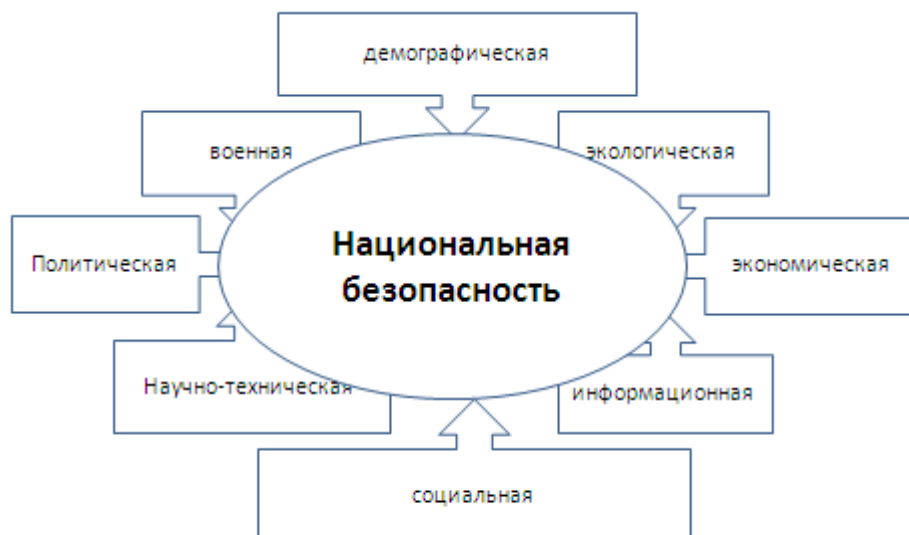 демографическая
военная
экологическая
Национальная
безопасность
Политическая
экономическая
Научно-техническая
информационная
социальная